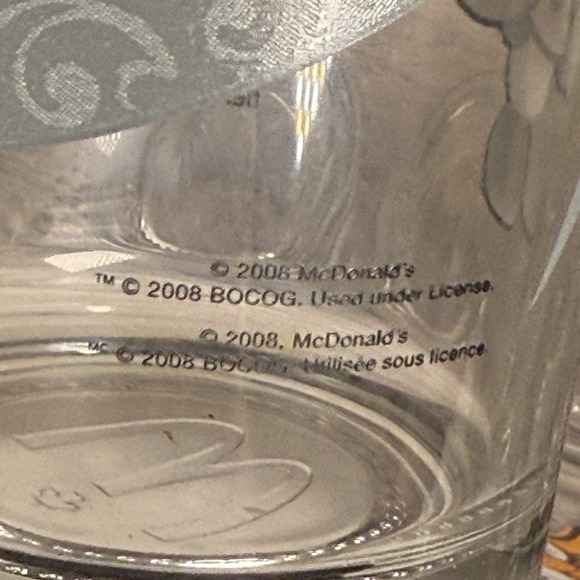 © 2008 McDonald's
™ © 2008 BOCOG. Used under License.
© 2008, McDonald's
MC © 2008 BOCOG. Utilisée sous licence.